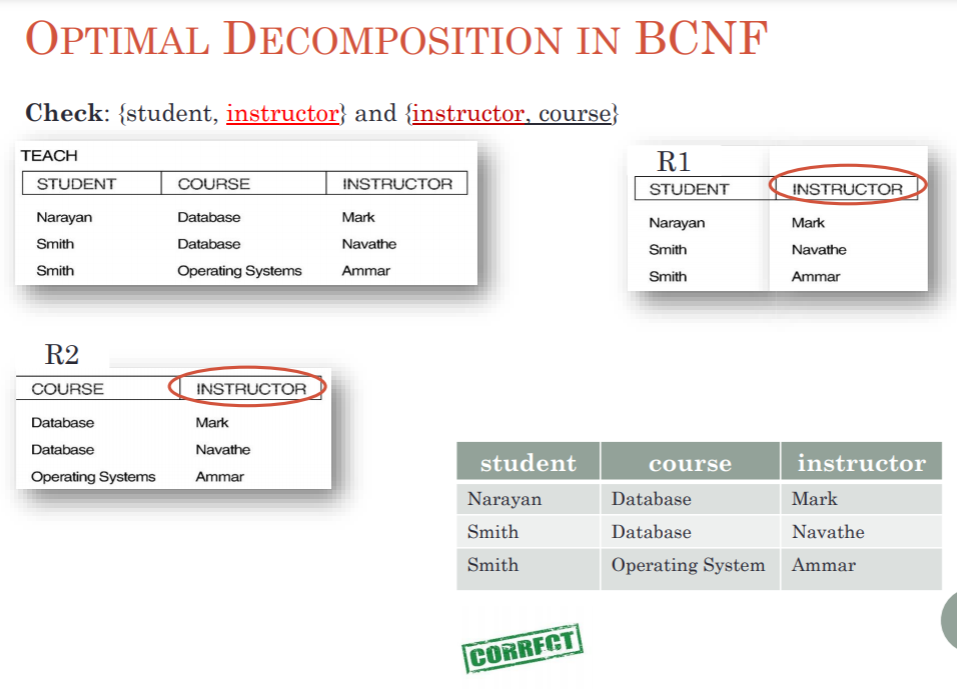 OPTIMAL DECOMPOSITION IN BCNF
Check: {student, instructor} and {instructor, course}
TEACH
STUDENT COURSE INSTRUCTOR
Narayan Database Mark
Smith Database Navathe
Smith Operating Systems Ammar
R1
STUDENT INSTRUCTOR
Narayan Mark
Smith Navathe
Smith Ammar
R2
COURSE INSTRUCTOR
Database Mark
Database Navathe
Operating Systems Ammar
student course instructor
Narayan Database Mark
Smith Database Navathe
Smith Operating System Ammar
CORRECT